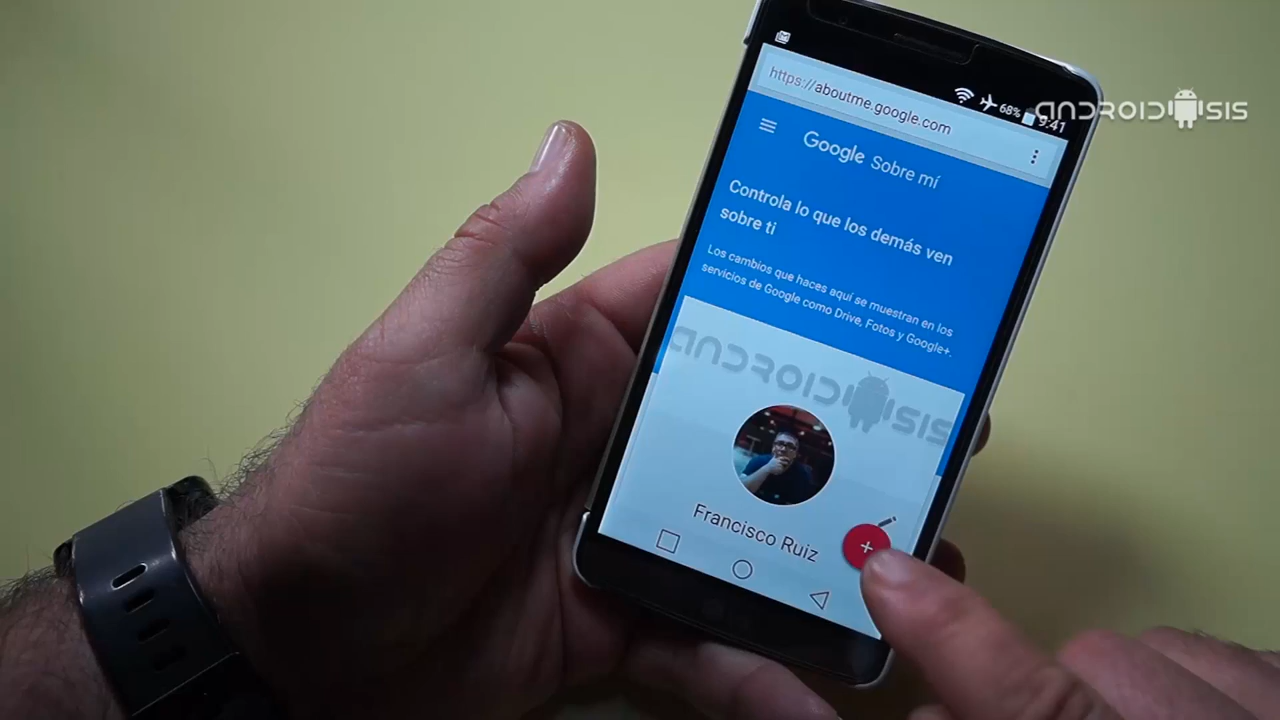 https://aboutme.google.com
68%
9:41
ANDROIDSIS
Google Sobre mí
Controla lo que los demás ven
sobre ti
Los cambios que haces aquí se muestran en los
servicios de Google como Drive, Fotos y Google+.
ANDROIDSIS
Francisco Ruiz